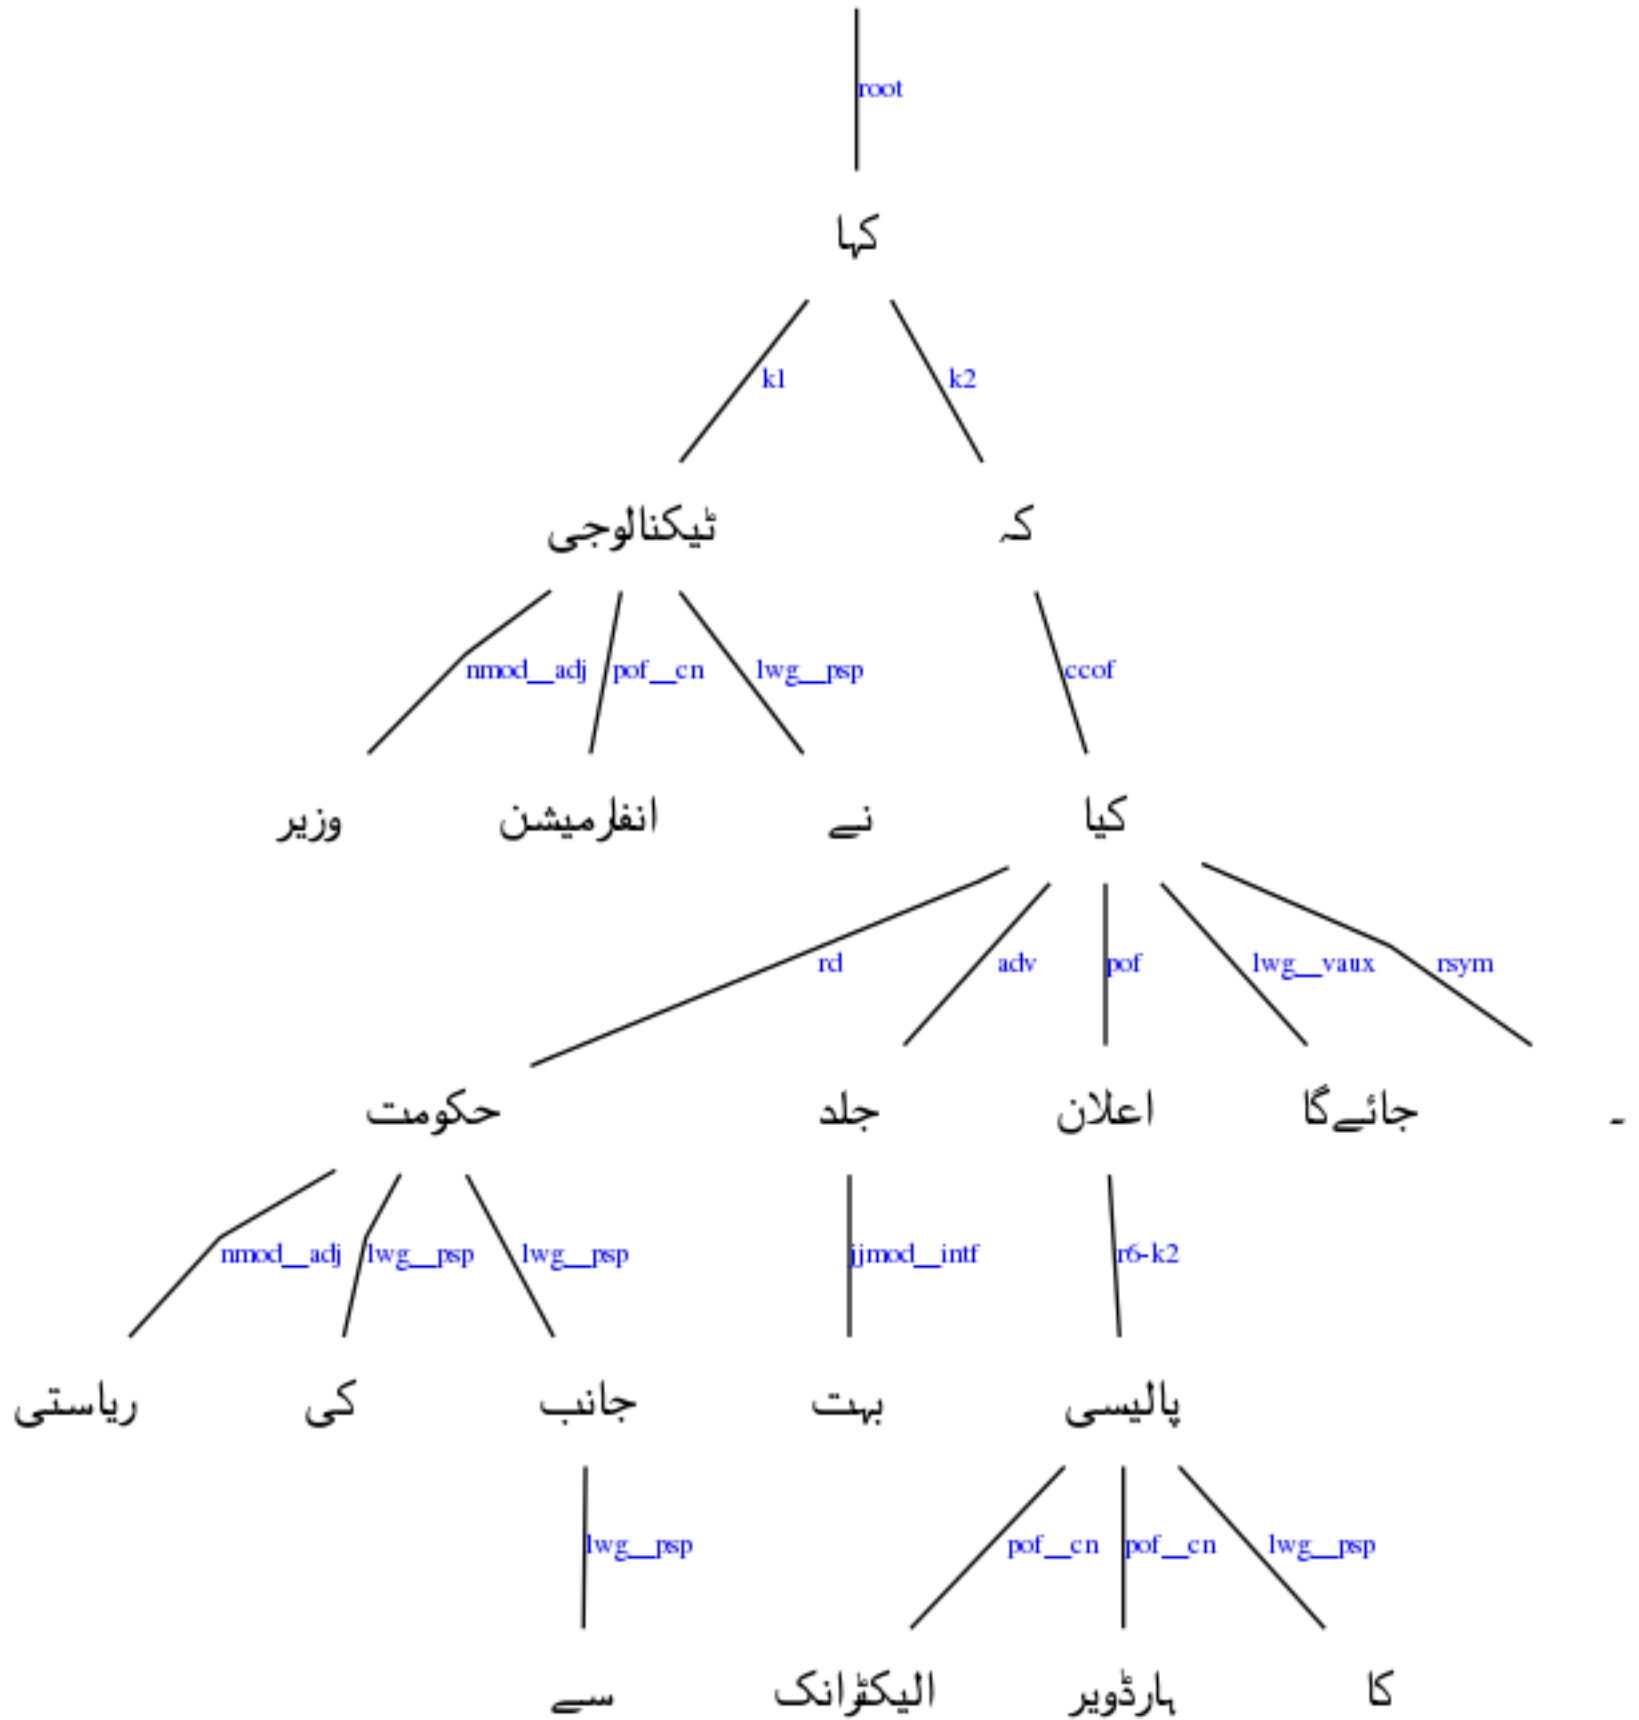 root
کہا
k1 k2
ٹیکنالوجی کہ
nmod__adj pof__cn lwg__psp ccof
وزیر انفارمیشن نے کیا
rd adv pof lwg__vaux rsym
حکومت جلد اعلان جائےگا ۔
nmod__adj lwg__psp lwg__psp jjmod__intf r6-k2
ریاستی کی جانب بہت پالیسی
lwg__psp pof__cn pof__cn lwg__psp
سے الیکٹرانک ہارڈویر کا